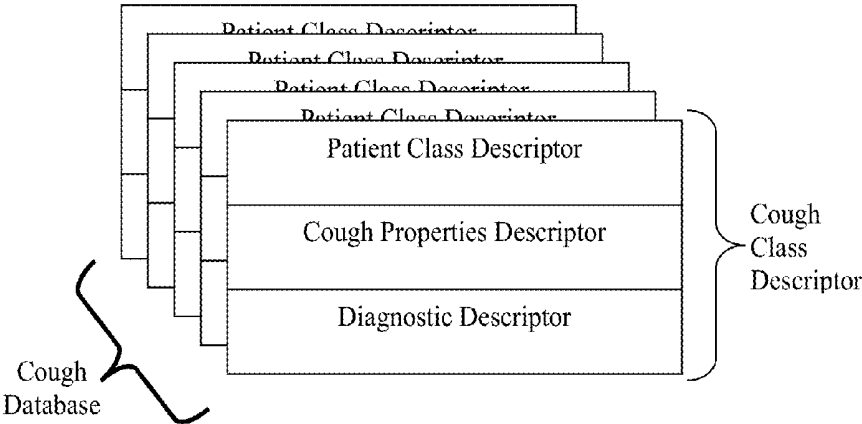 Patient Class Descriptor
Patient Class Descriptor
Patient Class Descriptor
Patient Class Descriptor
Patient Class Descriptor
Cough Properties Descriptor
Diagnostic Descriptor
Cough
Class
Descriptor
Cough
Database